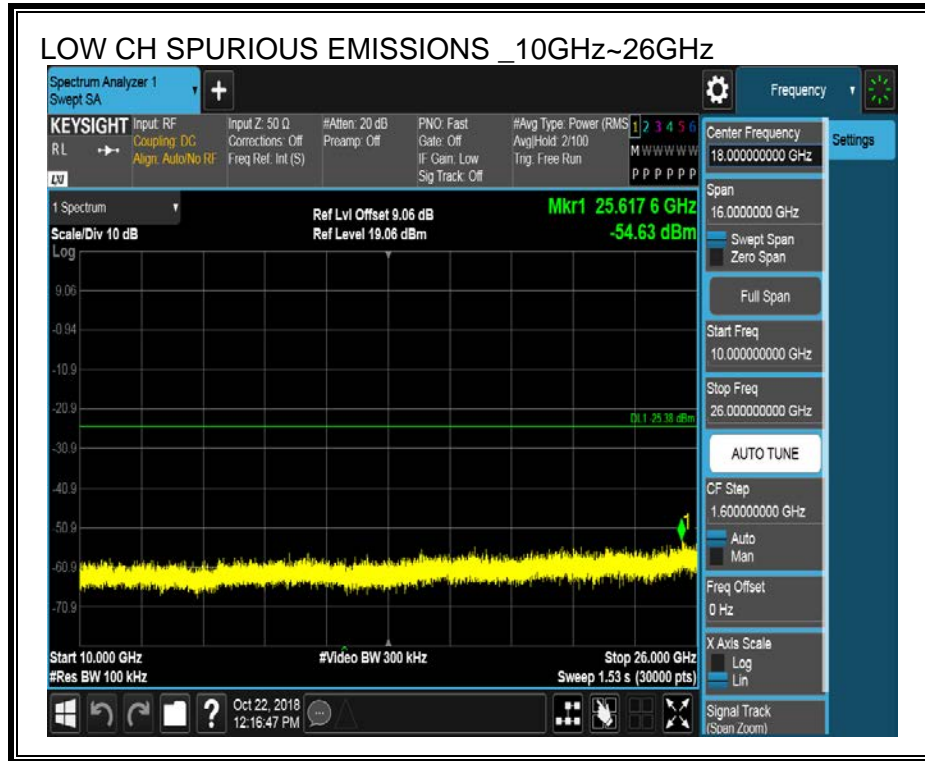 LOW CH SPURIOUS EMISSIONS _10GHz~26GHz
Spectrum Analyzer 1
Swept SA
+
Frequency
KEYSIGHT
RL
LXI
Input: RF
Coupling: DC
Align: Auto/No RF
Input Z: 50 Ω
Corrections: Off
Freq Ref: Int (S)
#Atten: 20 dB
Preamp: Off
PNO: Fast
Gate: Off
IF Gain: Low
Sig Track: Off
#Avg Type: Power (RMS
Avg|Hold: 2/100
Trig: Free Run
1 2 3 4 5 6
M W W W W W
P P P P P P
Center Frequency
18.000000000 GHz
Settings
Span
16.0000000 GHz
Swept Span
Zero Span
Full Span
Start Freq
10.000000000 GHz
Stop Freq
26.000000000 GHz
AUTO TUNE
CF Step
1.600000000 GHz
Auto
Man
Freq Offset
0 Hz
X Axis Scale
Log
Lin
Signal Track
(Span Zoom)
1 Spectrum
Scale/Div 10 dB
Log
Ref Lvl Offset 9.06 dB
Ref Level 19.06 dBm
Mkr1 25.617 6 GHz
-54.63 dBm
9.06
-0.94
-10.9
-20.9
DL1 -25.38 dBm
-30.9
-40.9
-50.9
1
-60.9
-70.9
Start 10.000 GHz
#Res BW 100 kHz
#Video BW 300 kHz
Stop 26.000 GHz
Sweep 1.53 s (30000 pts)
?
Oct 22, 2018
12:16:47 PM